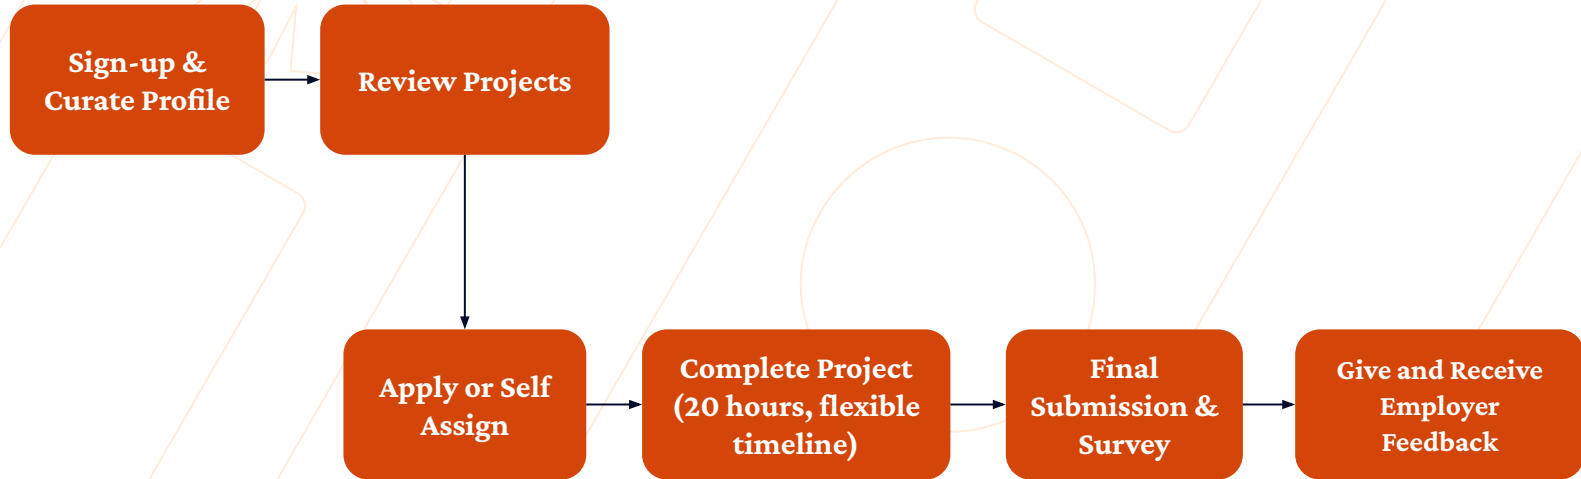 Sign-up &
Curate Profile
Review Projects
Apply or Self
Assign
Complete Project
(20 hours, flexible
timeline)
Final
Submission &
Survey
Give and Receive
Employer
Feedback